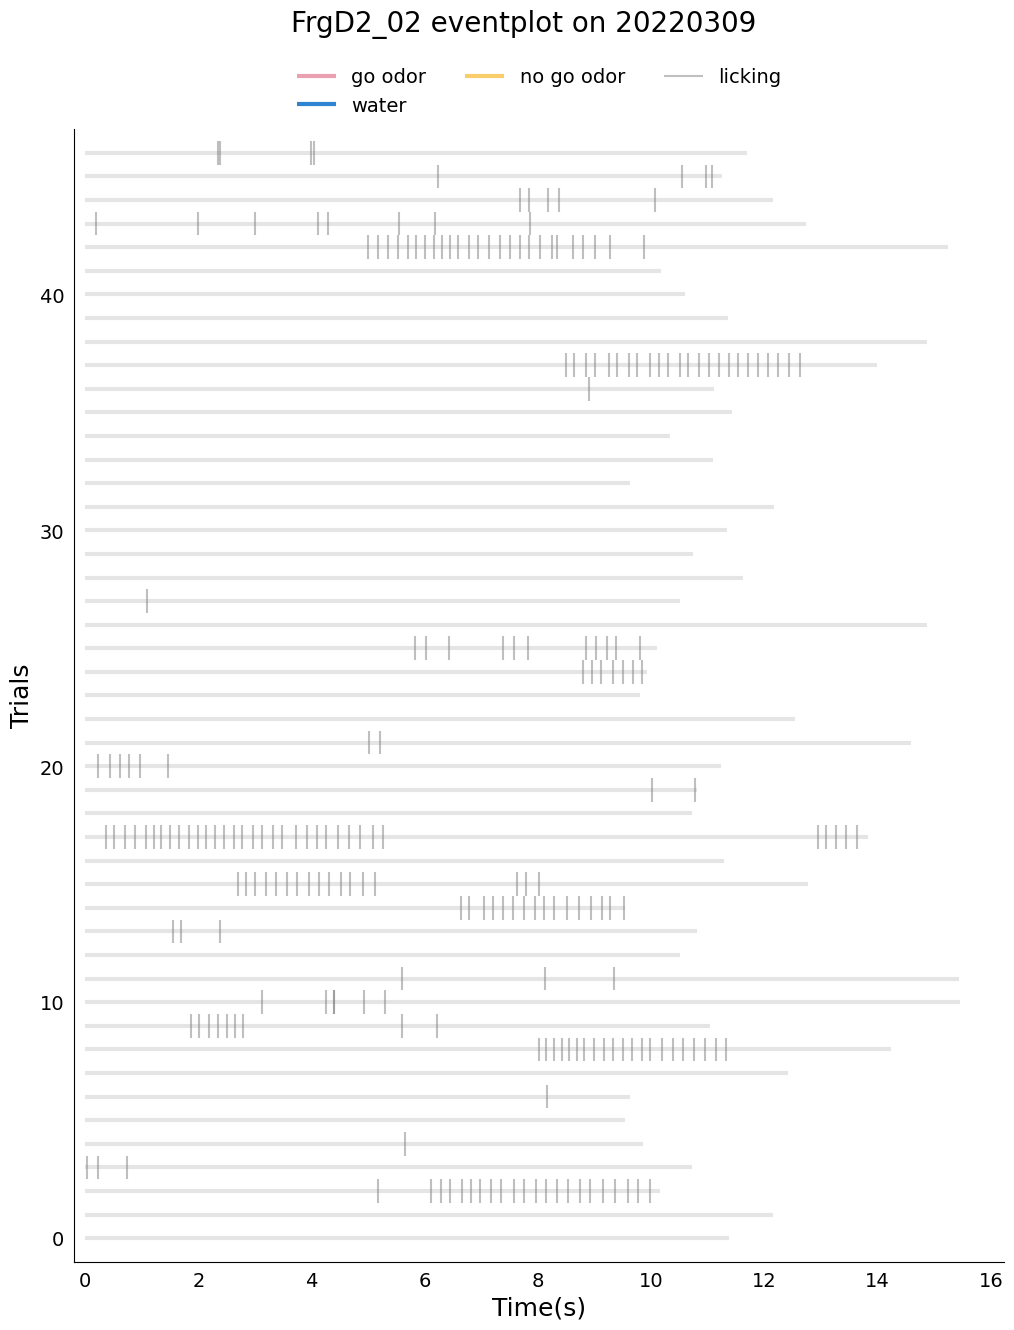 FrgD2_02 eventplot on 20220309
go odor
no go odor
licking
water
40
30
20
10
0
Trials
0 2 4 6 8 10 12 14 16
Time(s)